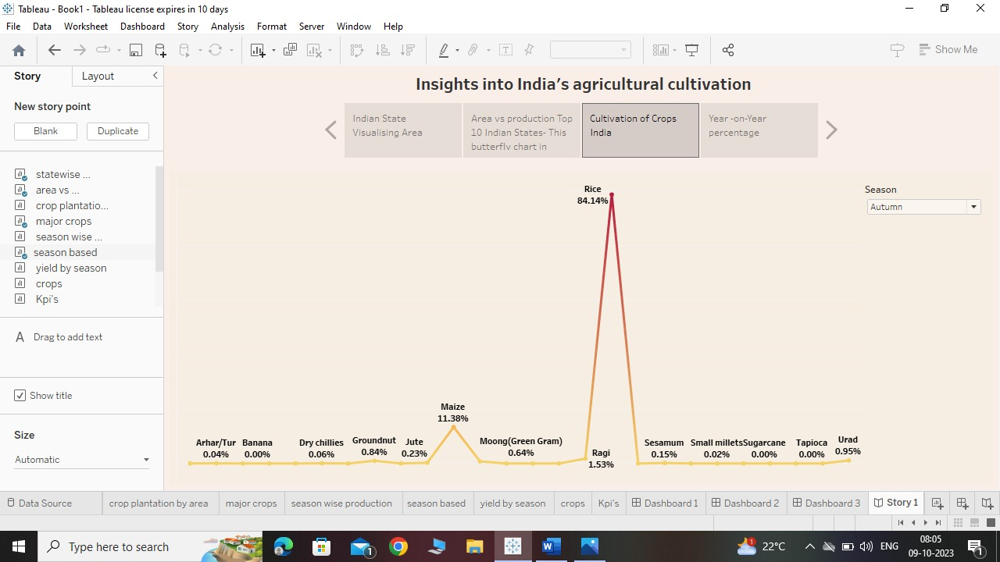 Tableau - Book1 - Tableau license expires in 10 days
File Data Worksheet Dashboard Story Analysis Format Server Window Help
Show Me
Story Layout
New story point
Blank Duplicate
statewise ...
area vs ...
crop plantatio...
major crops
season wise ...
season based
yield by season
crops
Kpi's
A Drag to add text
Show title
Size
Automatic
Insights into India's agricultural cultivation
Indian State
Visualising Area
Area vs production Top
10 Indian States- This
butterfly chart in
Cultivation of Crops
India
Year -on-Year
percentage
Season
Autumn
Rice
84.14%
Maize
11.38%
Arhar/Tur
0.04%
Banana
0.00%
Dry chillies
0.06%
Groundnut
0.84%
Jute
0.23%
Moong(Green Gram)
0.64%
Ragi
1.53%
Sesamum
0.15%
Small millets
0.02%
Sugarcane
0.00%
Tapioca
0.00%
Urad
0.95%
Data Source crop plantation by area major crops season wise production season based yield by season crops Kpi's Dashboard 1 Dashboard 2 Dashboard 3 Story 1
Type here to search
1
W
1
22°C
ENG
08:05
09-10-2023
1